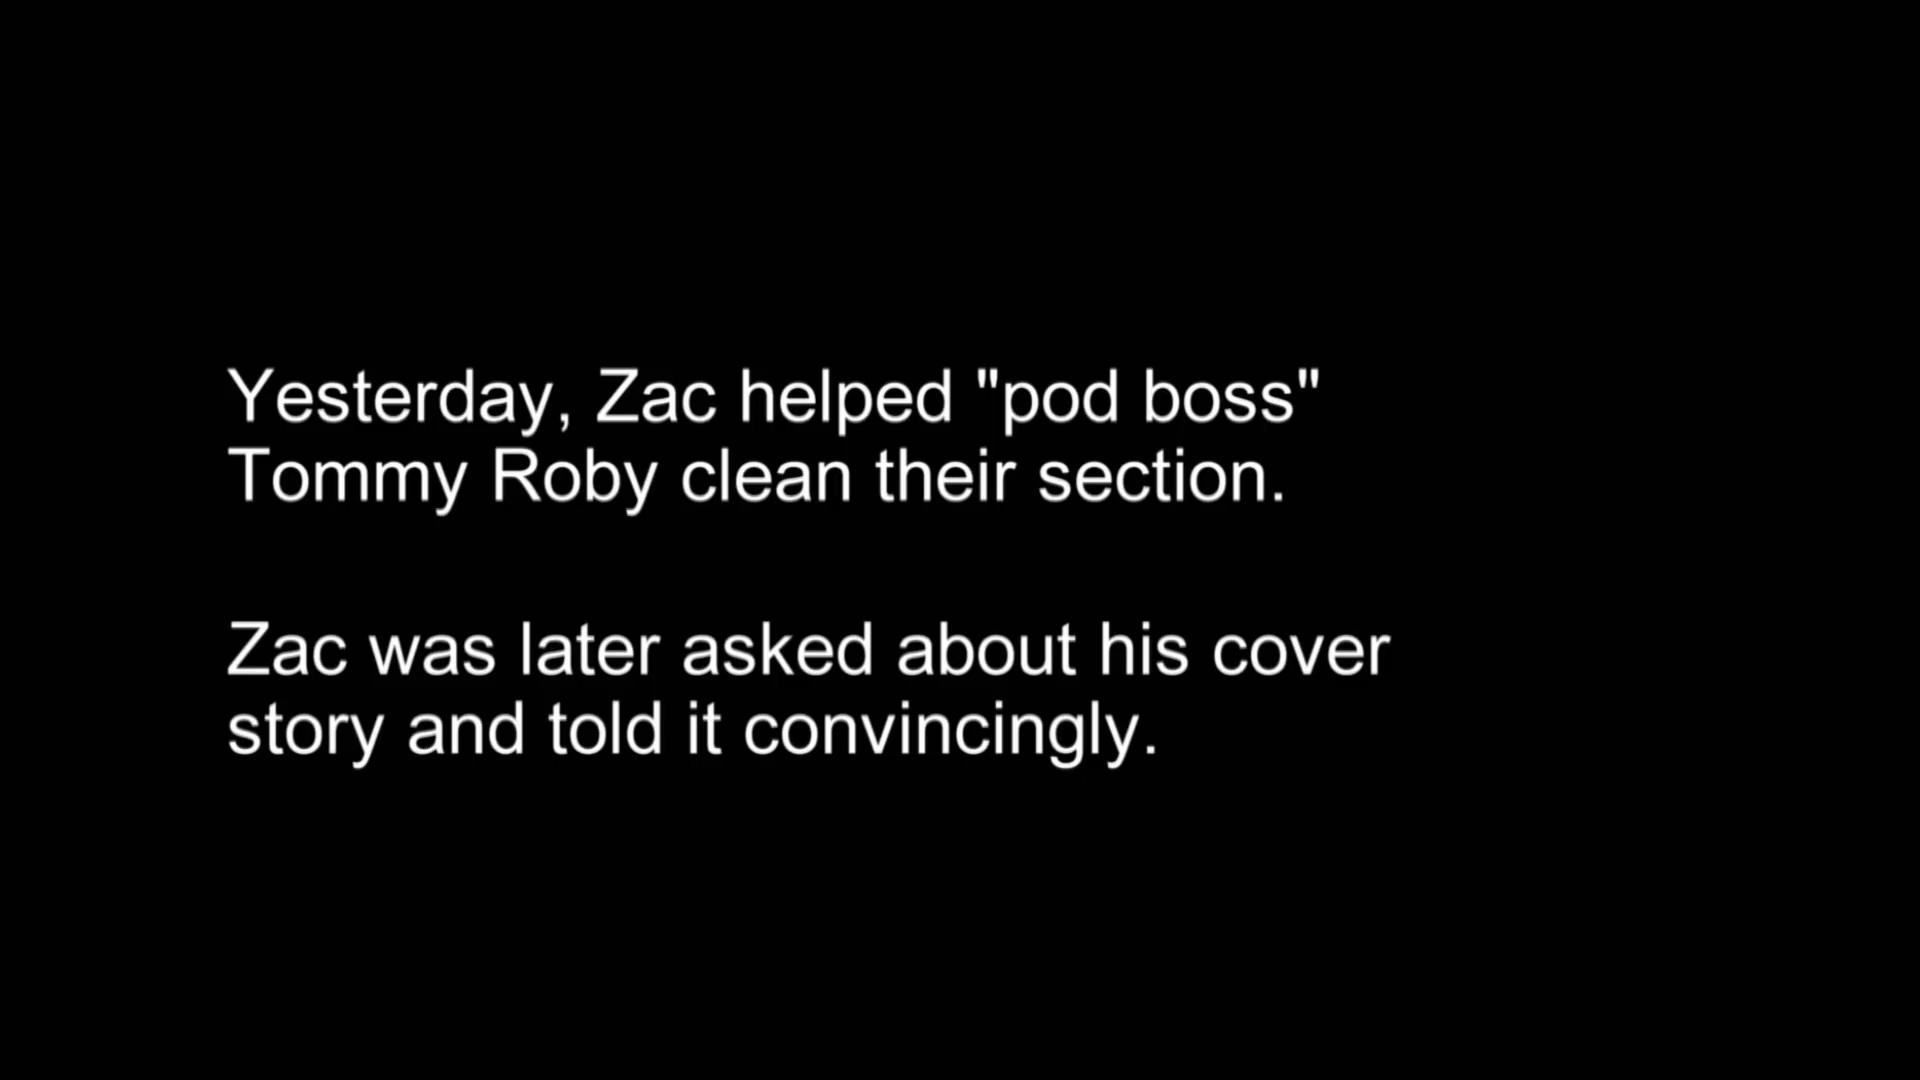 Yesterday, Zac helped "pod boss"
Tommy Roby clean their section.
Zac was later asked about his cover
story and told it convincingly.